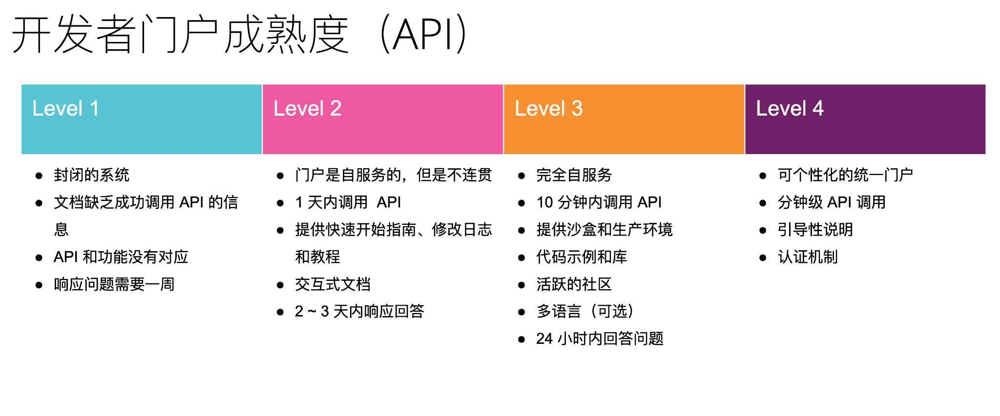 开发者门户成熟度（API）
Level 1
● 封闭的系统
● 文档缺乏成功调用 API 的信
息
● API 和功能没有对应
● 响应问题需要一周
Level 2
● 门户是自服务的，但是不连贯
● 1 天内调用 API
● 提供快速开始指南、修改日志
和教程
● 交互式文档
● 2 ~ 3 天内响应回答
Level 3
● 完全自服务
● 10 分钟内调用 API
● 提供沙盒和生产环境
● 代码示例和库
● 活跃的社区
● 多语言（可选）
● 24 小时内回答问题
Level 4
● 可个性化的统一门户
● 分钟级 API 调用
● 引导性说明
● 认证机制